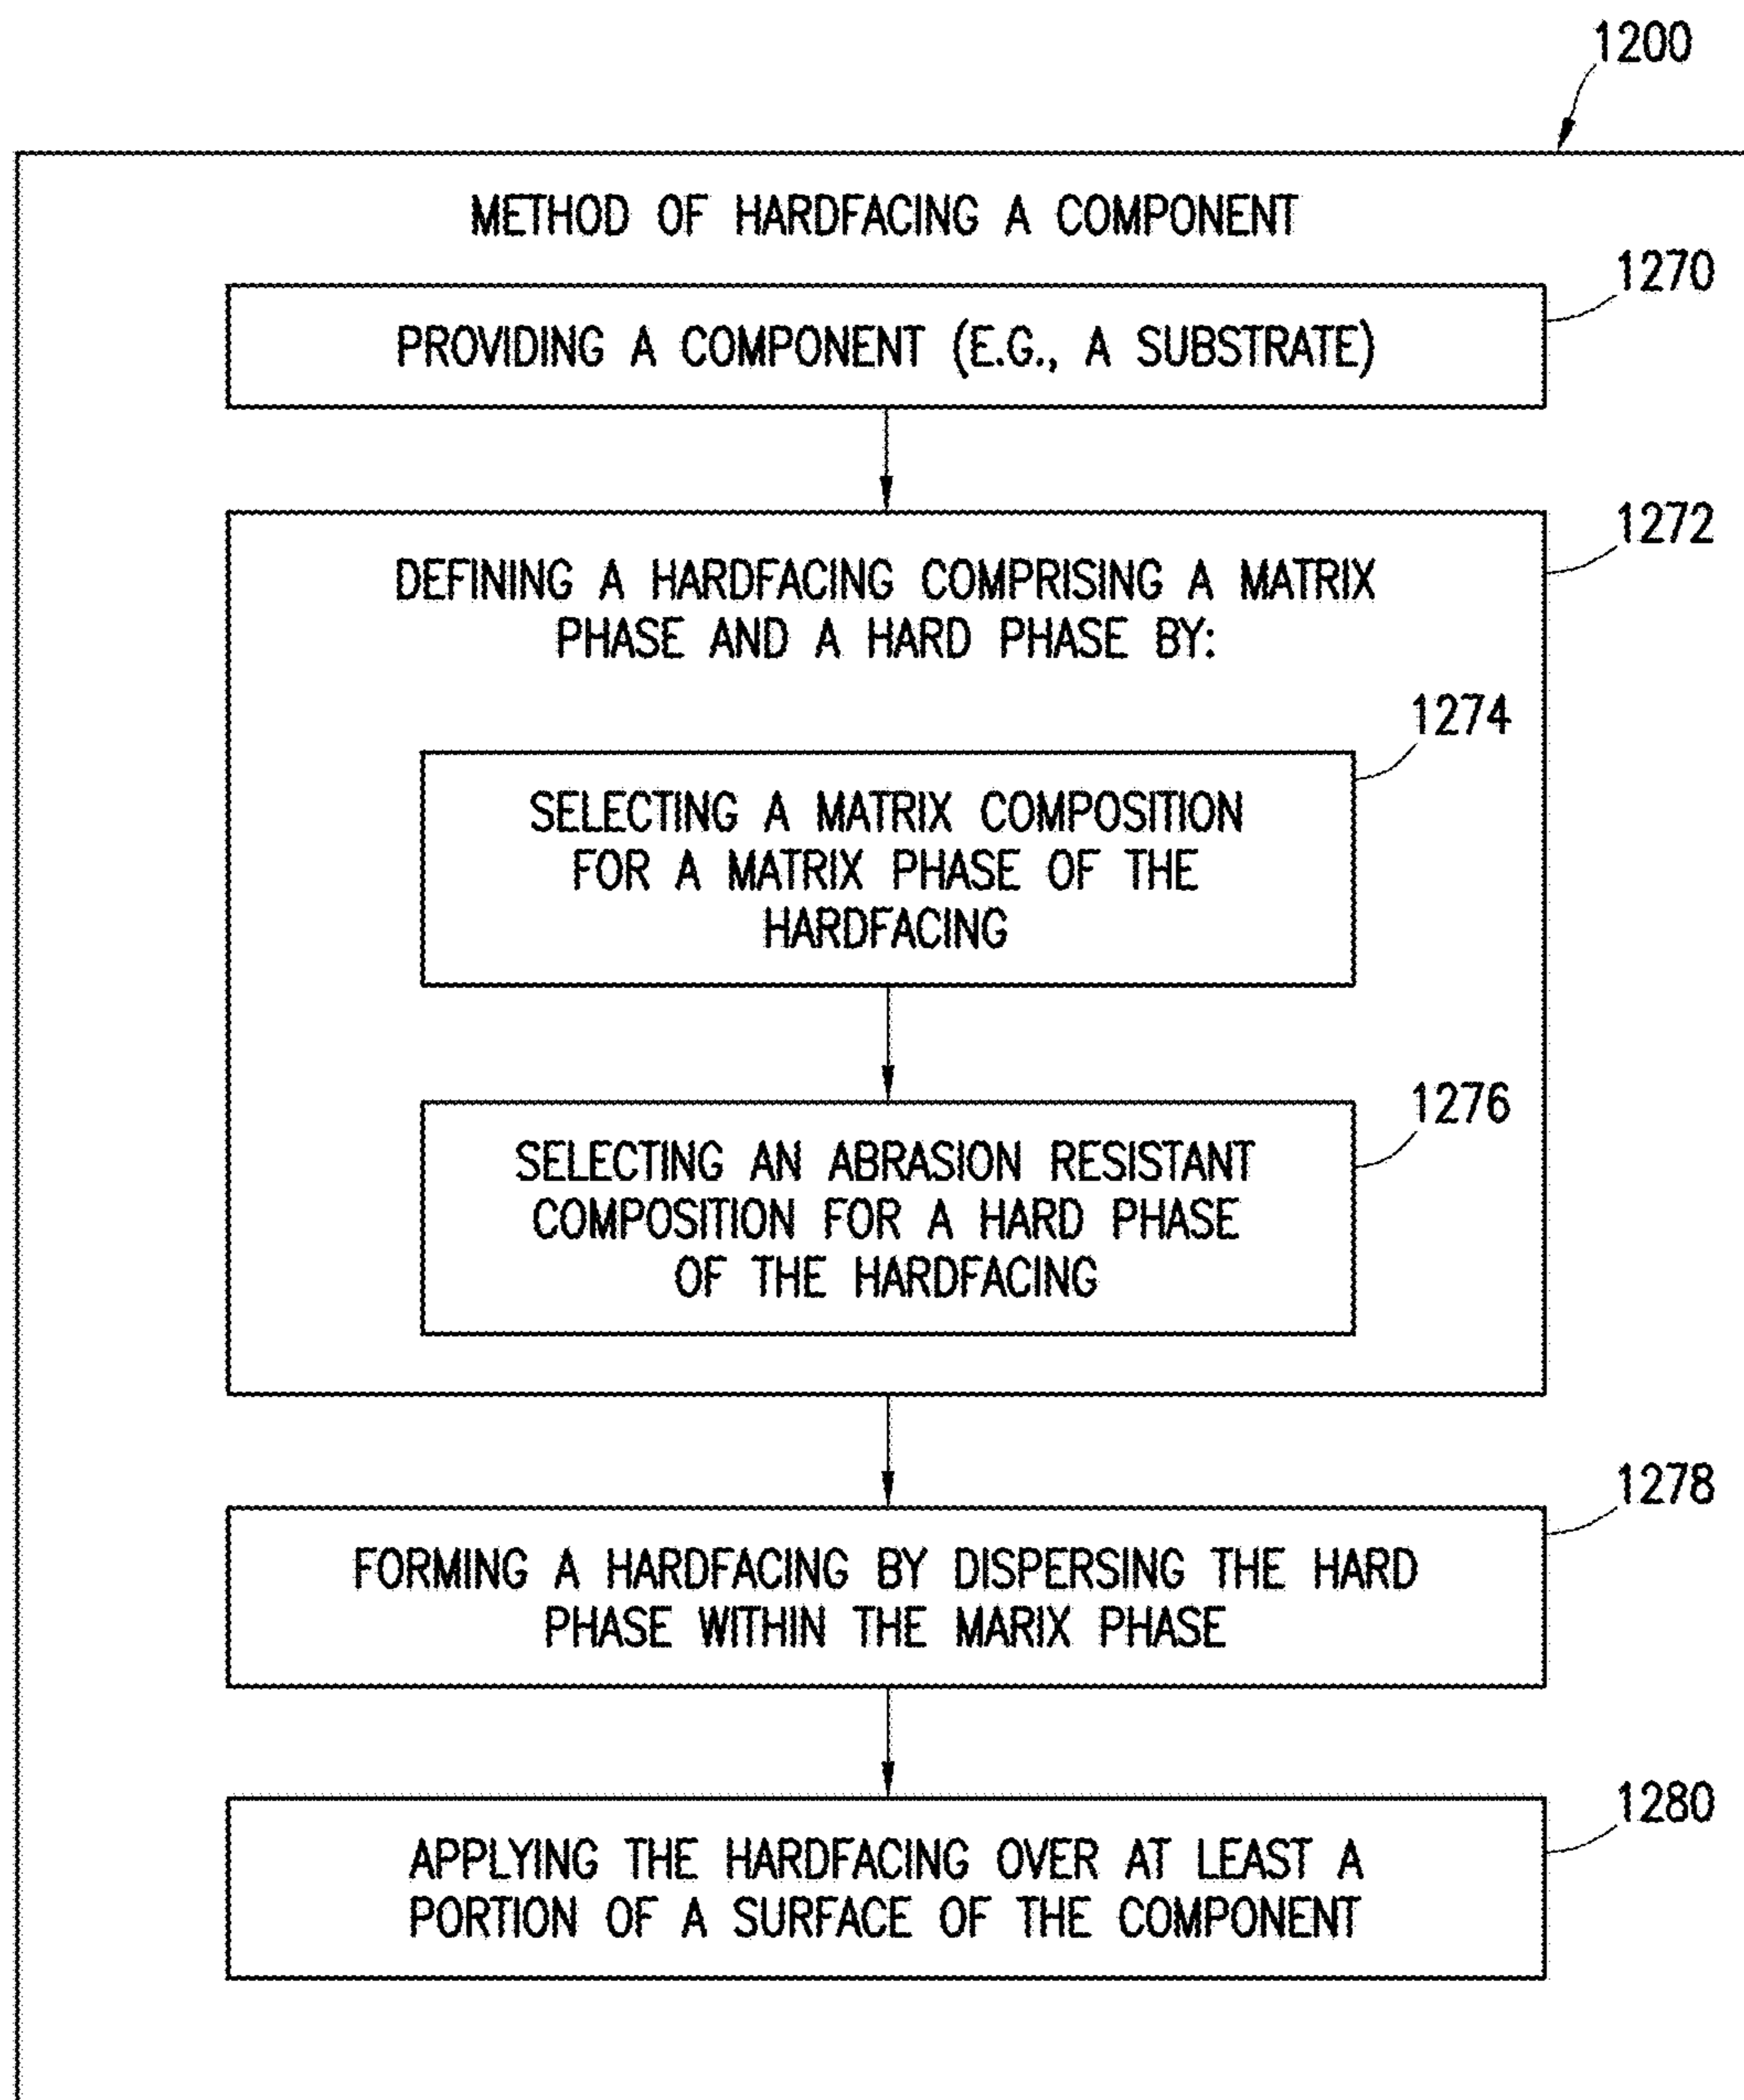 1200
METHOD OF HARDFACING A COMPONENT
1270
PROVIDING A COMPONENT (E.G., A SUBSTRATE)
1272
DEFINING A HARDFACING COMPRISING A MATRIX
PHASE AND A HARD PHASE BY:
1274
SELECTING A MATRIX COMPOSITION
FOR A MATRIX PHASE OF THE
HARDFACING
1276
SELECTING AN ABRASION RESISTANT
COMPOSITION FOR A HARD PHASE
OF THE HARDFACING
1278
FORMING A HARDFACING BY DISPERSING THE HARD
PHASE WITHIN THE MARIX PHASE
1280
APPLYING THE HARDFACING OVER AT LEAST A
PORTION OF A SURFACE OF THE COMPONENT